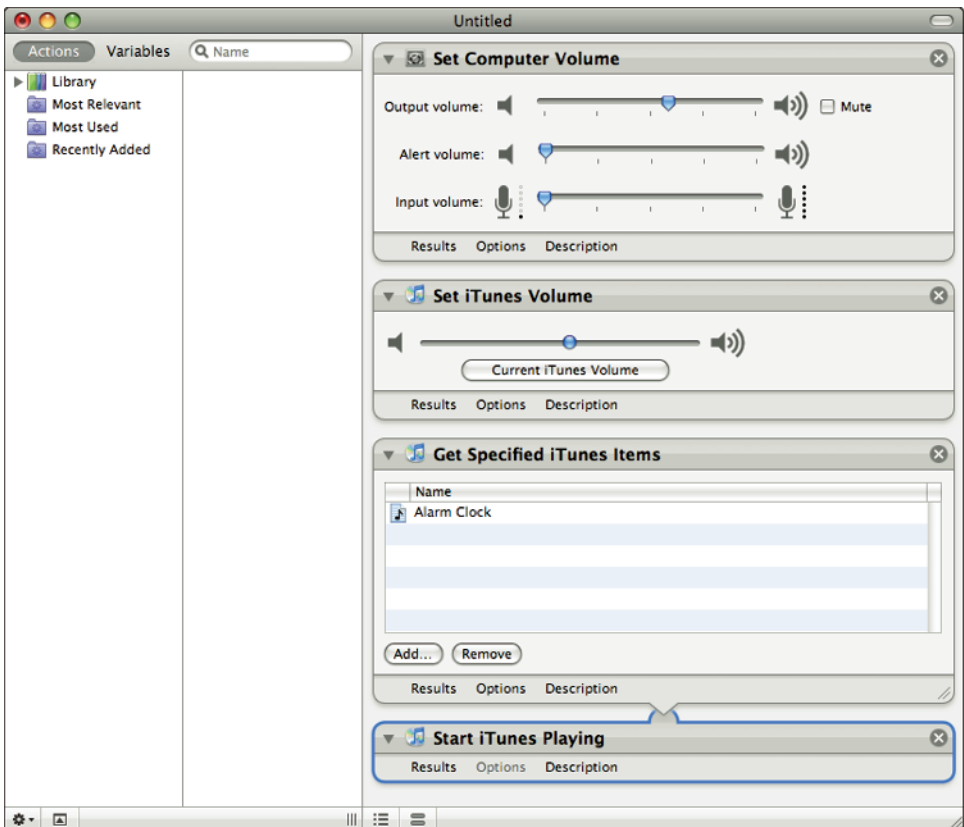 Untitled
Actions Variables Name
Library
Most Relevant
Most Used
Recently Added
Set Computer Volume
Output volume: Mute
Alert volume:
Input volume:
Results Options Description
Set iTunes Volume
Current iTunes Volume
Results Options Description
Get Specified iTunes Items
Name
Alarm Clock
Add... Remove
Results Options Description
Start iTunes Playing
Results Options Description